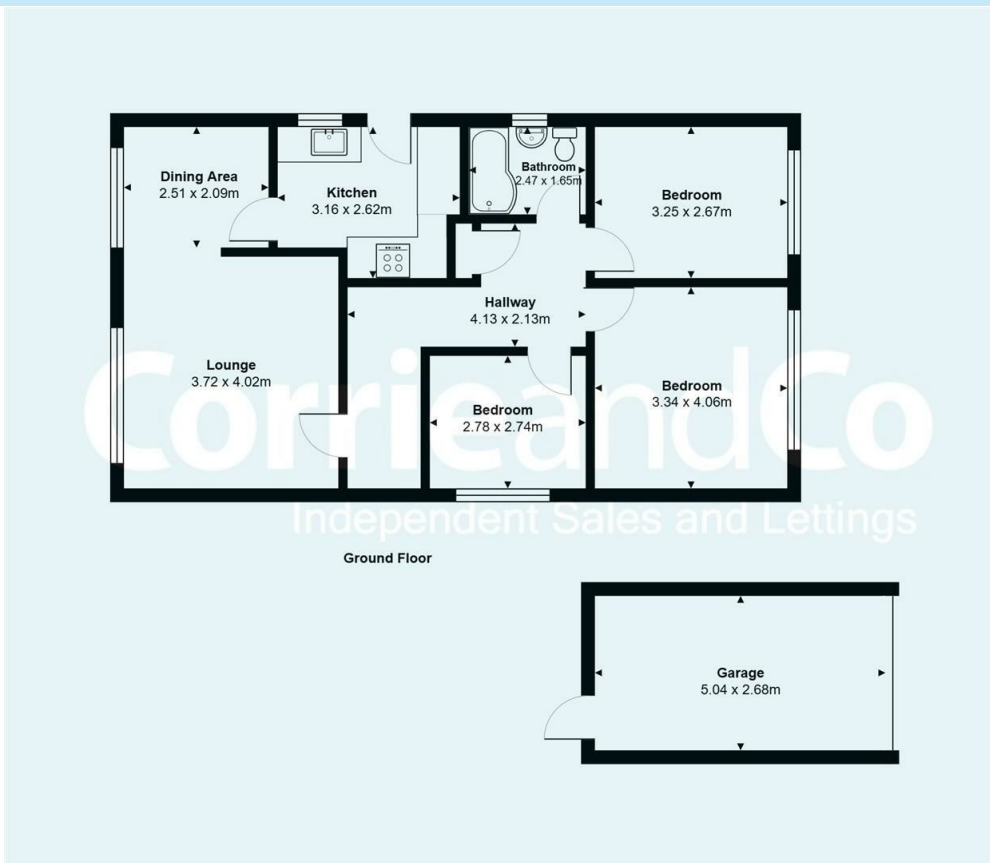 Dining Area
2.51 x 2.09m
Kitchen
3.16 x 2.62m
Bathroom
2.47 x 1.65m
Bedroom
3.25 x 2.67m
Hallway
4.13 x 2.13m
Lounge
3.72 x 4.02m
Bedroom
2.78 x 2.74m
Bedroom
3.34 x 4.06m
CorrieandCo
Independent Sales and Lettings
Ground Floor
Garage
5.04 x 2.68m